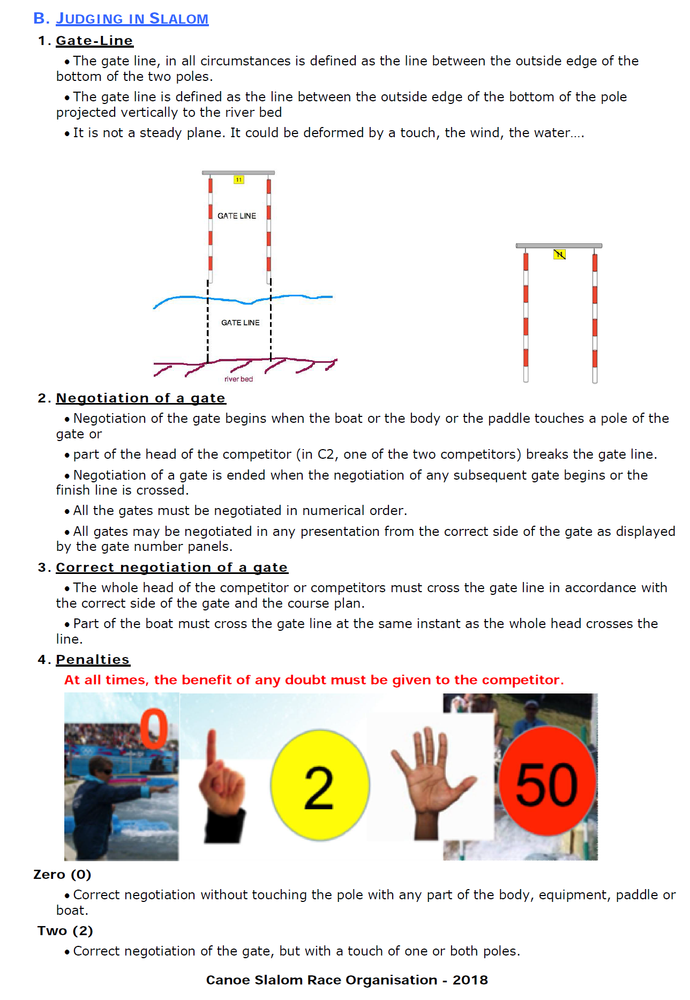 B. JUDGING IN SLALOM
1. Gate-Line
• The gate line, in all circumstances is defined as the line between the outside edge of the
bottom of the two poles.
• The gate line is defined as the line between the outside edge of the bottom of the pole
projected vertically to the river bed
• It is not a steady plane. It could be deformed by a touch, the wind, the water….
11
GATE LINE
11
GATE LINE
river bed
2. Negotiation of a gate
• Negotiation of the gate begins when the boat or the body or the paddle touches a pole of the
gate or
• part of the head of the competitor (in C2, one of the two competitors) breaks the gate line.
• Negotiation of a gate is ended when the negotiation of any subsequent gate begins or the
finish line is crossed.
• All the gates must be negotiated in numerical order.
• All gates may be negotiated in any presentation from the correct side of the gate as displayed
by the gate number panels.
3. Correct negotiation of a gate
• The whole head of the competitor or competitors must cross the gate line in accordance with
the correct side of the gate and the course plan.
• Part of the boat must cross the gate line at the same instant as the whole head crosses the
line.
4. Penalties
At all times, the benefit of any doubt must be given to the competitor.
0
2
50
Zero (0)
• Correct negotiation without touching the pole with any part of the body, equipment, paddle or
boat.
Two (2)
• Correct negotiation of the gate, but with a touch of one or both poles.
Canoe Slalom Race Organisation - 2018